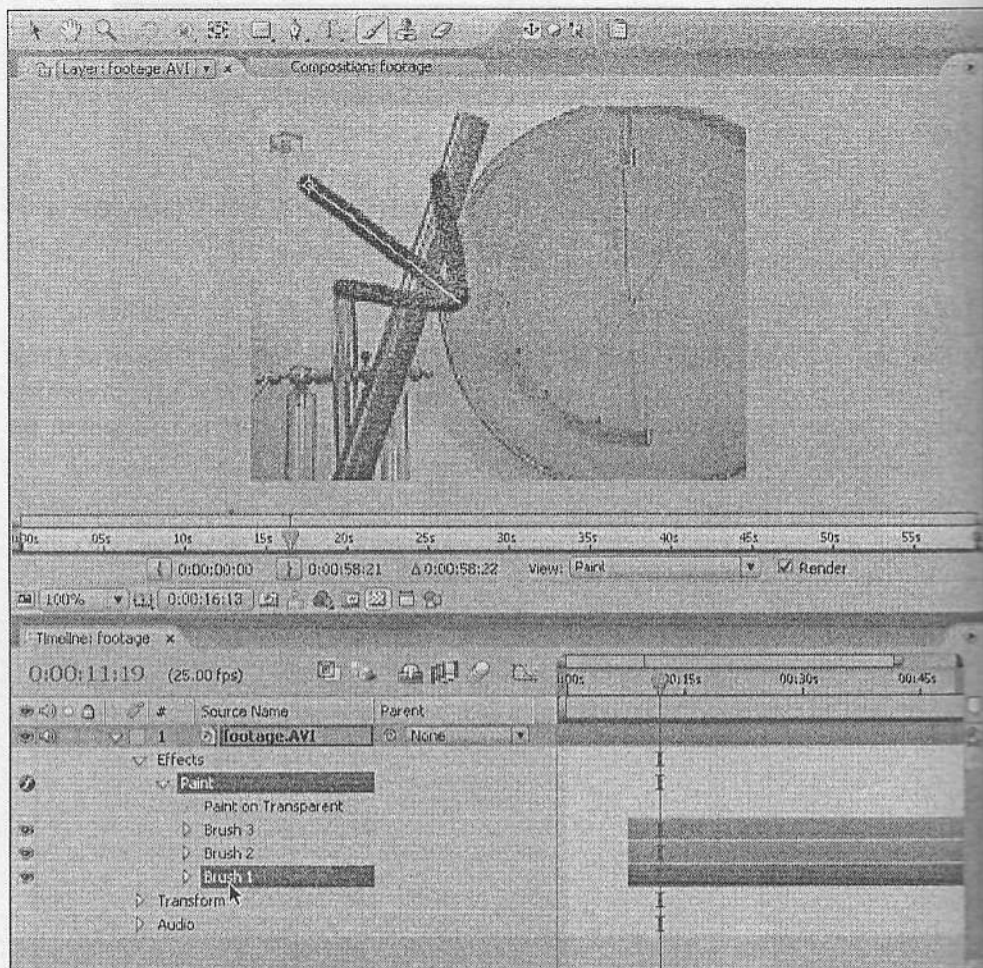 Layer: footage.AVI
Composition: footage
0:00s 05s 10s 15s 20s 25s 30s 35s 40s 45s 50s 55s
0:00:00:00 0:00:58:21 Δ 0:00:58:22 View: Paint Render
100% 0:00:16:13
Timeline: footage
0:00:11:19 (25.00 fps)
:00s 00:15s 00:30s 00:45s
# Source Name Parent
1 footage.AVI None
Effects
Paint
Paint on Transparent
Brush 3
Brush 2
Brush 1
Transform
Audio